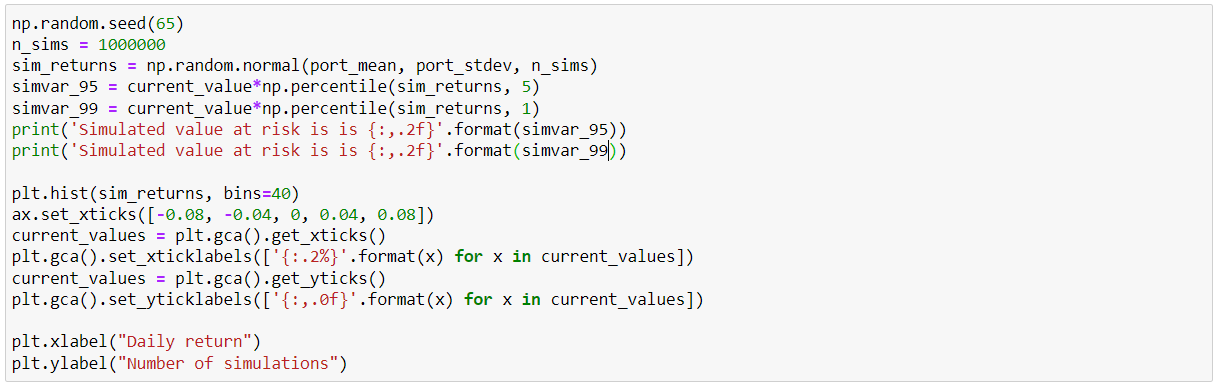 np.random.seed(65)
n_sims = 1000000
sim_returns = np.random.normal(port_mean, port_stdev, n_sims)
simvar_95 = current_value*np.percentile(sim_returns, 5)
simvar_99 = current_value*np.percentile(sim_returns, 1)
print('Simulated value at risk is is {:,.2f}'.format(simvar_95))
print('Simulated value at risk is is {:,.2f}'.format(simvar_99))

plt.hist(sim_returns, bins=40)
ax.set_xticks([-0.08, -0.04, 0, 0.04, 0.08])
current_values = plt.gca().get_xticks()
plt.gca().set_xticklabels(['{:.2%}'.format(x) for x in current_values])
current_values = plt.gca().get_yticks()
plt.gca().set_yticklabels(['{:,.0f}'.format(x) for x in current_values])

plt.xlabel("Daily return")
plt.ylabel("Number of simulations")